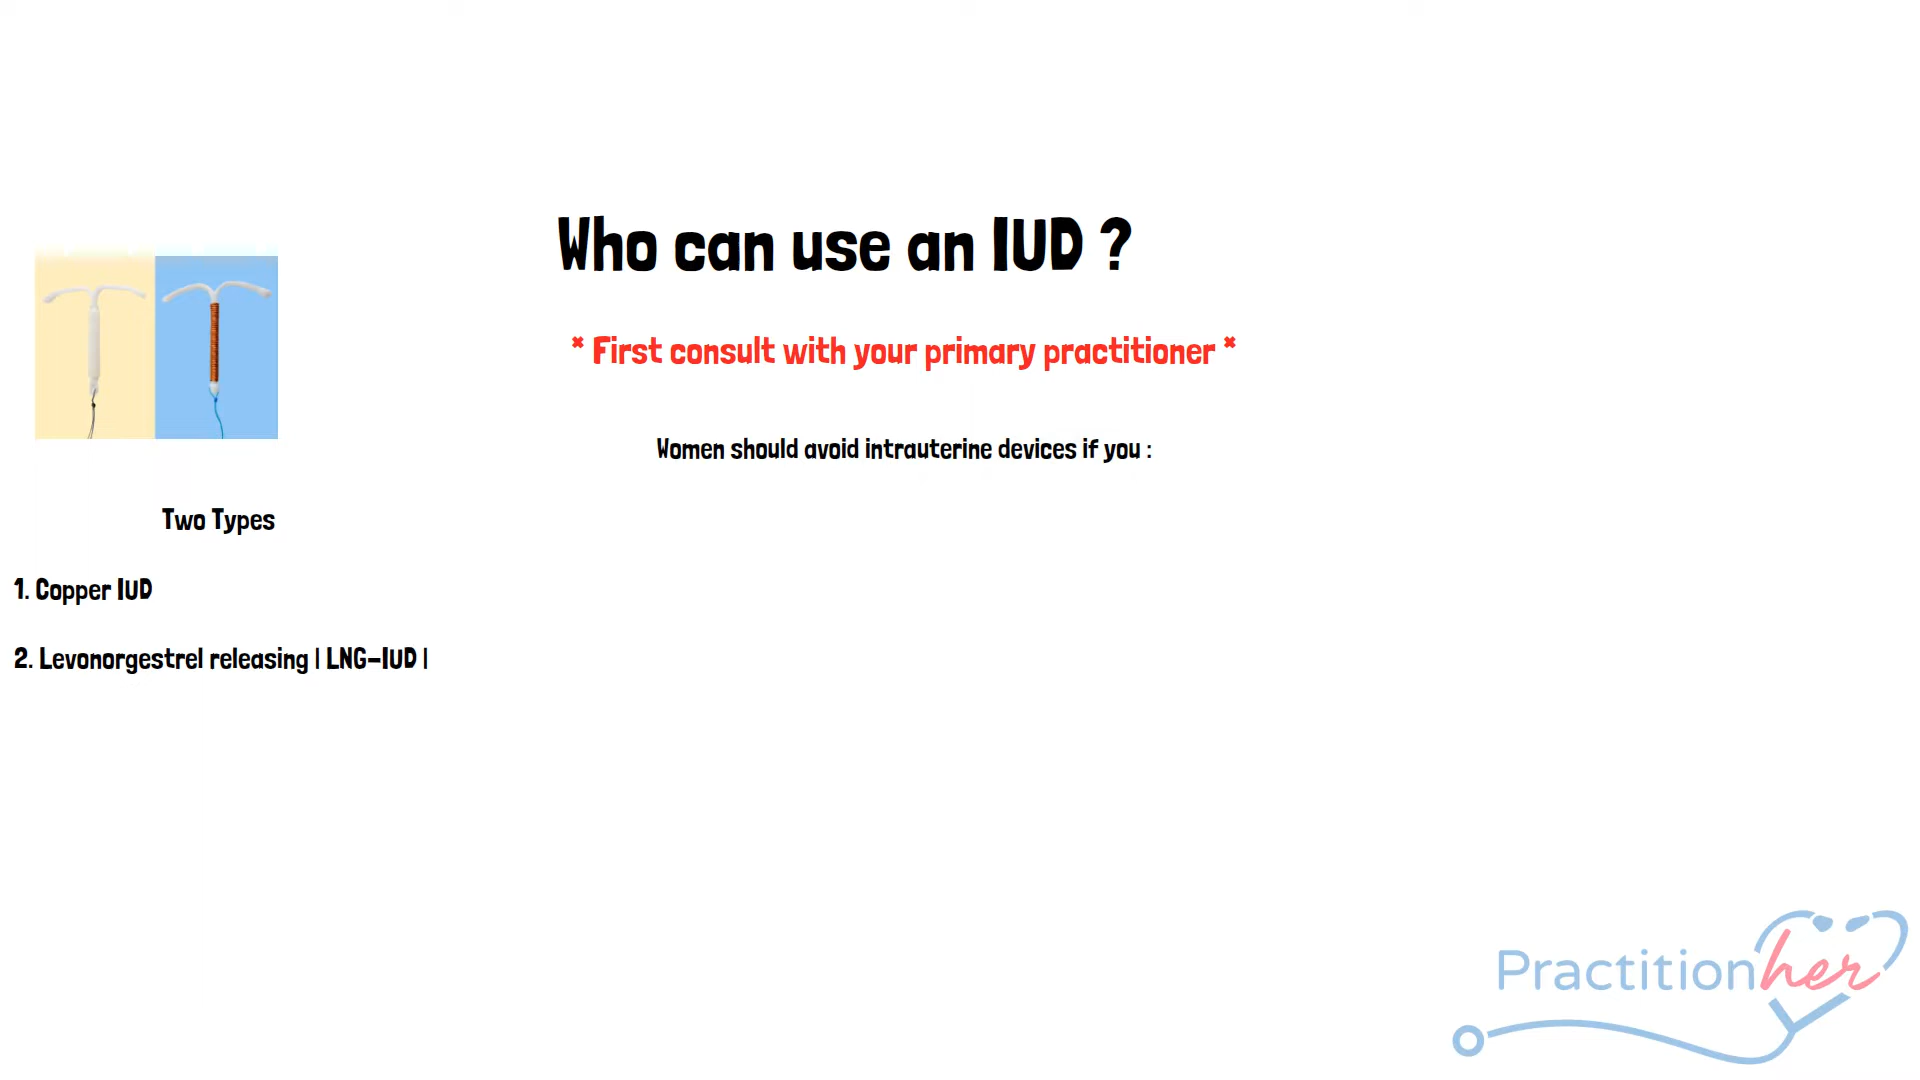 Who can use an IUD ?
* First consult with your primary practitioner *
Women should avoid intrauterine devices if you :
Two Types
1. Copper IUD
2. Levonorgestrel releasing | LNG-IUD |
Practitionher